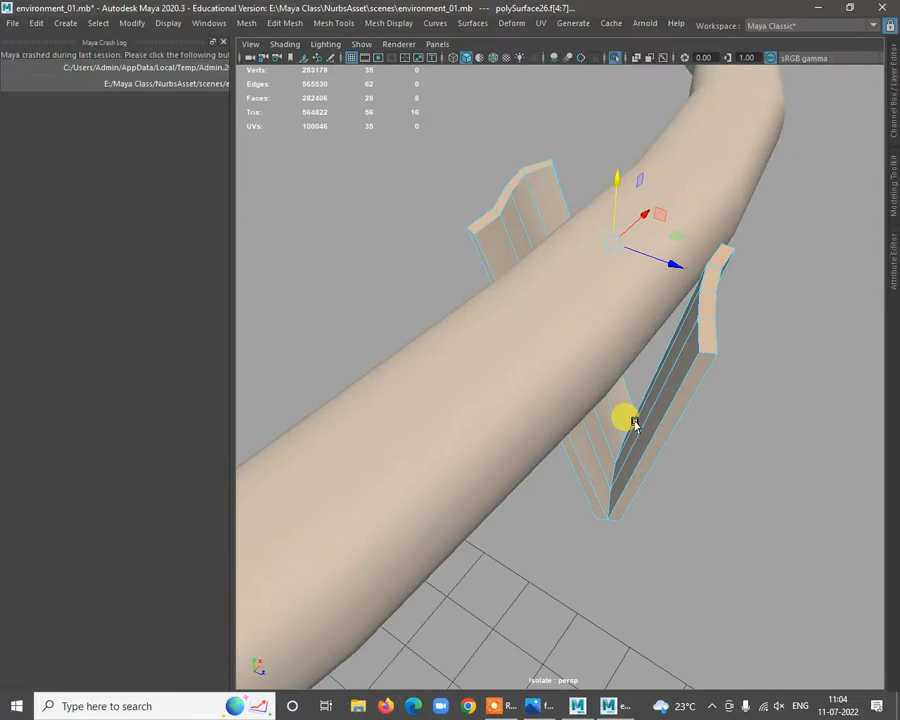 environment_01.mb* - Autodesk Maya 2020.3 - Educational Version: E:\Maya Class\NurbsAsset\scenes\environment_01.mb --- polySurface26.f[4:7]...
File Edit Create Select Modify Display Windows Mesh Edit Mesh Mesh Tools Mesh Display Curves Surfaces Deform UV Generate Cache Arnold Help Workspace : Maya Classic*
Maya Crash Log
Maya crashed during last session. Please find backup file
C:/Users/Admin/AppData/Local/Temp/Admin.2
E:/Maya Class/NurbsAsset/scenes/e
View Shading Lighting Show Renderer Panels
0.00 1.00 sRGB gamma
Verts: 283178 35 0
Edges: 565530 62 0
Faces: 282406 28 8
Tris: 564822 56 16
UVs: 100046 35 0
Channel Box / Layer Editor
Modeling Toolkit
Attribute Editor
Isolate : persp
Type here to search
R...
f...
e...
23°C
ENG
11:04
11-07-2022